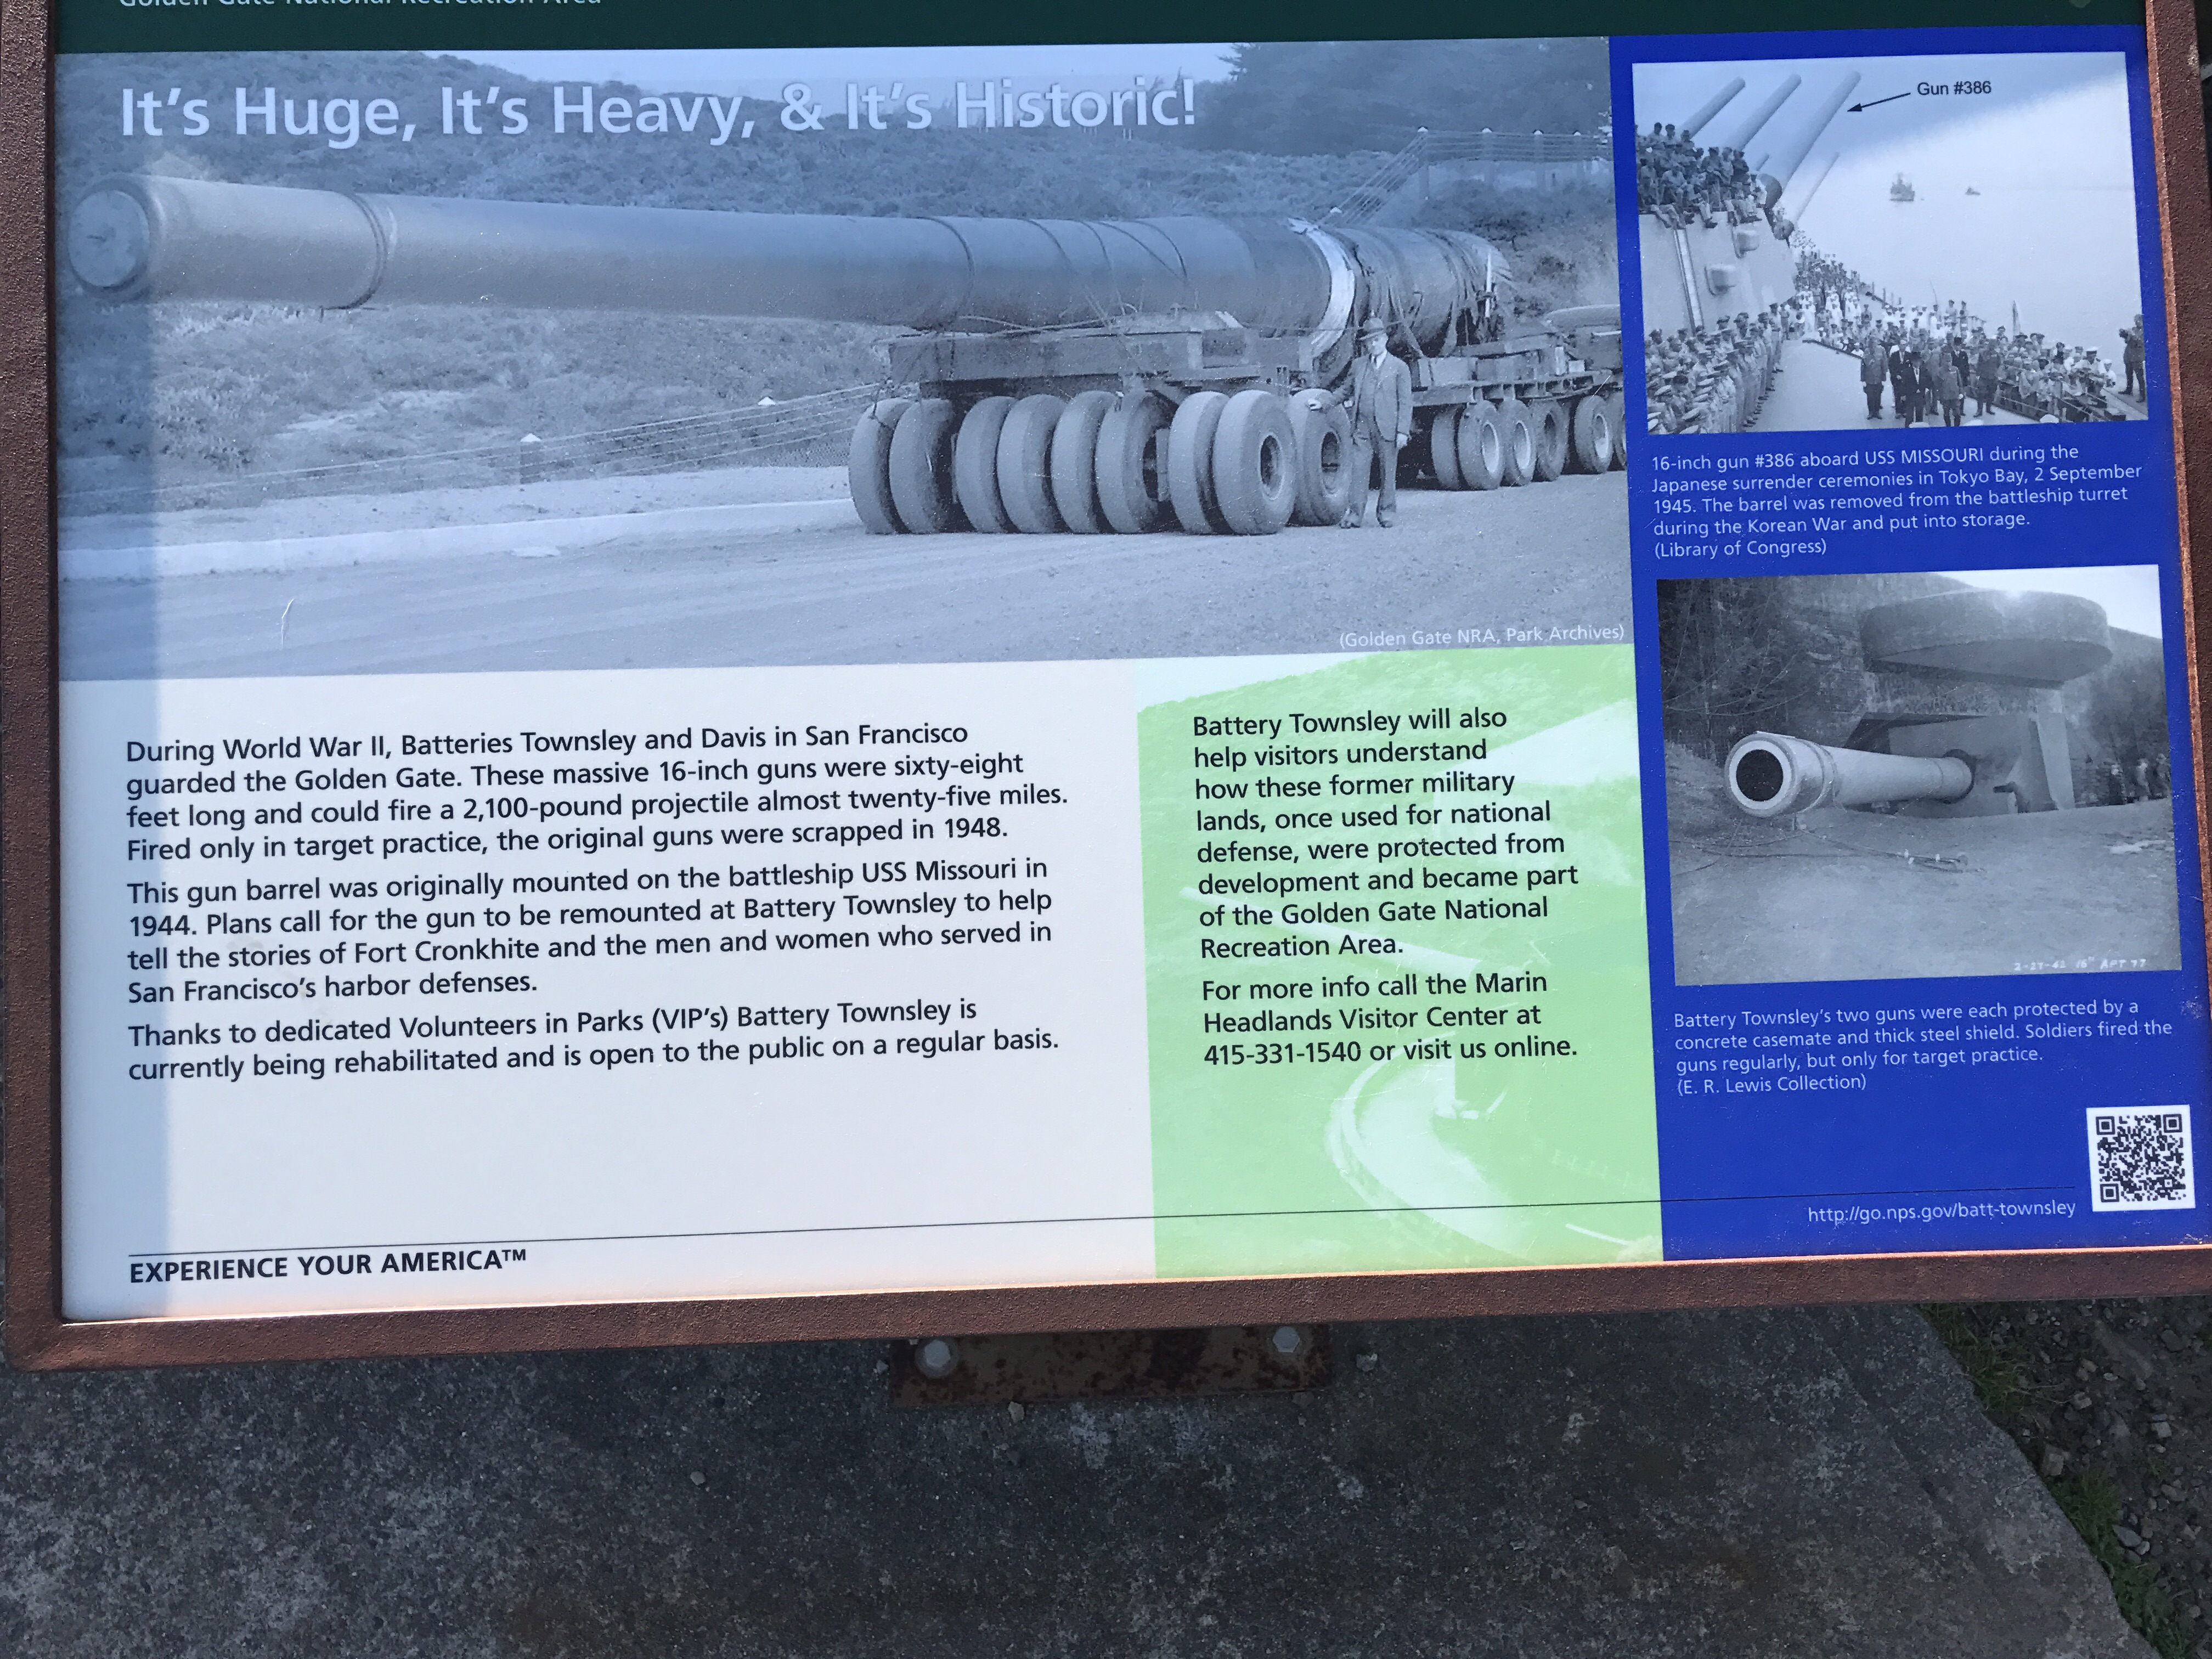 Golden Gate National Recreation Area
It's Huge, It's Heavy, & It's Historic!
(Golden Gate NRA, Park Archives)
During World War II, Batteries Townsley and Davis in San Francisco
guarded the Golden Gate. These massive 16-inch guns were sixty-eight
feet long and could fire a 2,100-pound projectile almost twenty-five miles.
Fired only in target practice, the original guns were scrapped in 1948.
This gun barrel was originally mounted on the battleship USS Missouri in
1944. Plans call for the gun to be remounted at Battery Townsley to help
tell the stories of Fort Cronkhite and the men and women who served in
San Francisco's harbor defenses.
Thanks to dedicated Volunteers in Parks (VIP's) Battery Townsley is
currently being rehabilitated and is open to the public on a regular basis.
Battery Townsley will also
help visitors understand
how these former military
lands, once used for national
defense, were protected from
development and became part
of the Golden Gate National
Recreation Area.
For more info call the Marin
Headlands Visitor Center at
415-331-1540 or visit us online.
Gun #386
16-inch gun #386 aboard USS MISSOURI during the
Japanese surrender ceremonies in Tokyo Bay, 2 September
1945. The barrel was removed from the battleship turret
during the Korean War and put into storage.
(Library of Congress)
Battery Townsley's two guns were each protected by a
concrete casemate and thick steel shield. Soldiers fired the
guns regularly, but only for target practice.
(E. R. Lewis Collection)
http://go.nps.gov/batt-townsley
EXPERIENCE YOUR AMERICA™